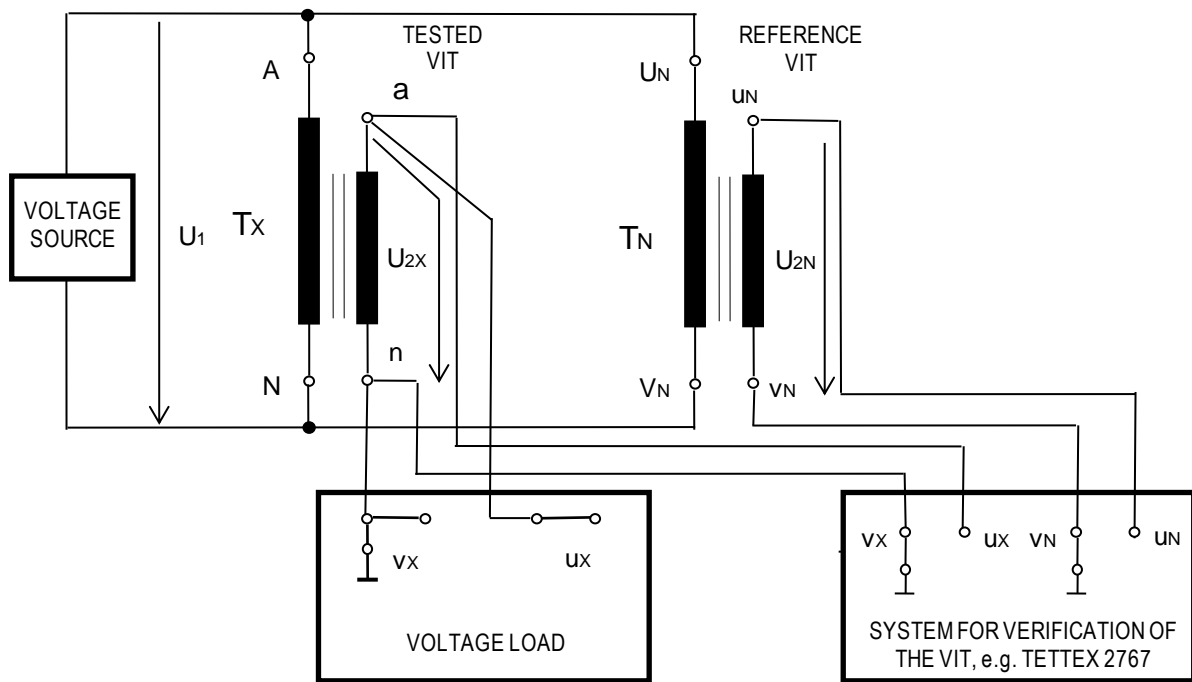 TESTED
VIT
REFERENCE
VIT
A
a
UN
uN
VOLTAGE
SOURCE
U1
TX
U2X
TN
U2N
N
n
VN
vN
vX
uX
VOLTAGE LOAD
vX
uX
vN
uN
SYSTEM FOR VERIFICATION OF
THE VIT, e.g. TETTEX 2767